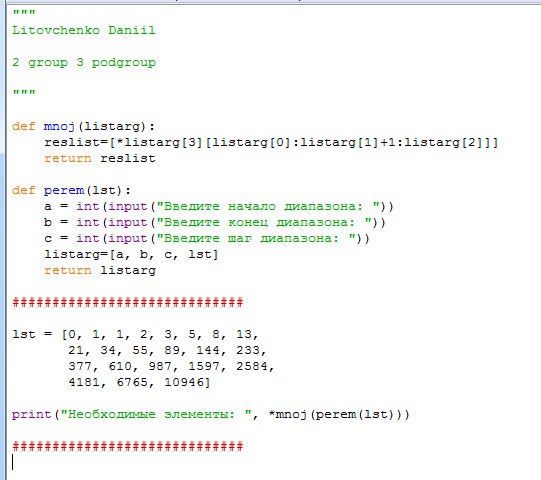 """
Litovchenko Daniil
2 group 3 podgroup
"""
def mnoj(listarg):
    reslist=[*listarg[3][listarg[0]:listarg[1]+1:listarg[2]]]
    return reslist
def perem(lst):
    a = int(input("Введите начало диапазона: "))
    b = int(input("Введите конец диапазона: "))
    c = int(input("Введите шаг диапазона: "))
    listarg=[a, b, c, lst]
    return listarg
#############################
lst = [0, 1, 1, 2, 3, 5, 8, 13,
       21, 34, 55, 89, 144, 233,
       377, 610, 987, 1597, 2584,
       4181, 6765, 10946]
print("Необходимые элементы: ", *mnoj(perem(lst)))
#############################